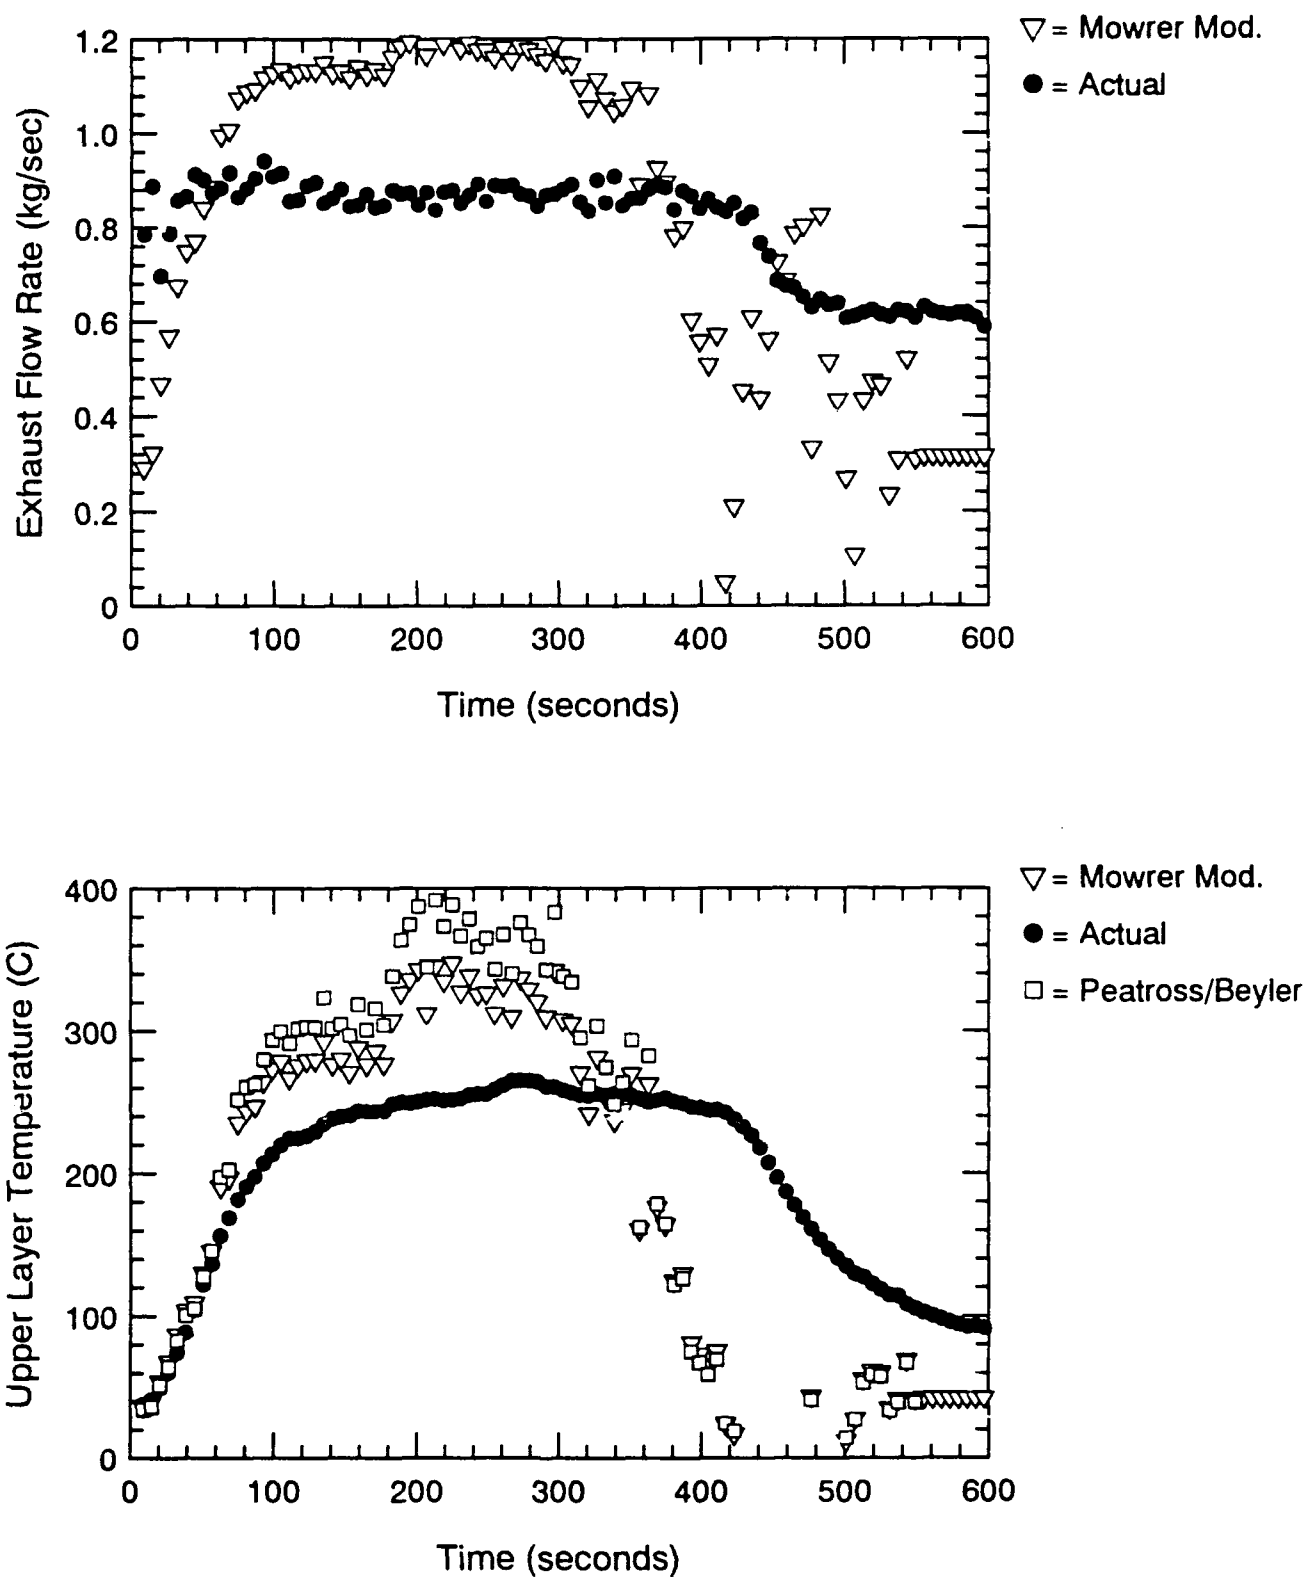 ▽ = Mowrer Mod.
● = Actual
Exhaust Flow Rate (kg/sec)
1.2
1.0
0.8
0.6
0.4
0.2
0
0 100 200 300 400 500 600
Time (seconds)
▽ = Mowrer Mod.
● = Actual
□ = Peatross/Beyler
Upper Layer Temperature (C)
400
300
200
100
0
0 100 200 300 400 500 600
Time (seconds)